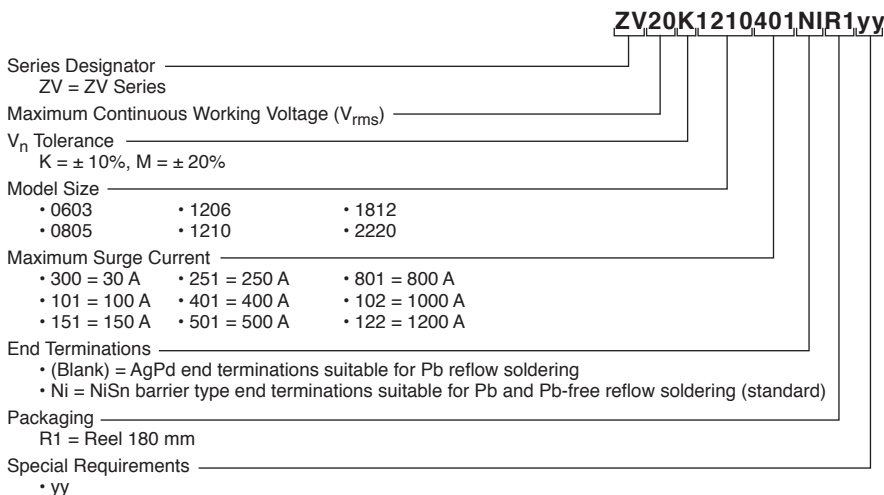 ZV20K1210401NIR1yy
Series Designator
ZV = ZV Series
Maximum Continuous Working Voltage (Vrms)
Vn Tolerance
K = ± 10%, M = ± 20%
Model Size
• 0603 • 1206 • 1812
• 0805 • 1210 • 2220
Maximum Surge Current
• 300 = 30 A • 251 = 250 A • 801 = 800 A
• 101 = 100 A • 401 = 400 A • 102 = 1000 A
• 151 = 150 A • 501 = 500 A • 122 = 1200 A
End Terminations
• (Blank) = AgPd end terminations suitable for Pb reflow soldering
• Ni = NiSn barrier type end terminations suitable for Pb and Pb-free reflow soldering (standard)
Packaging
R1 = Reel 180 mm
Special Requirements
• yy